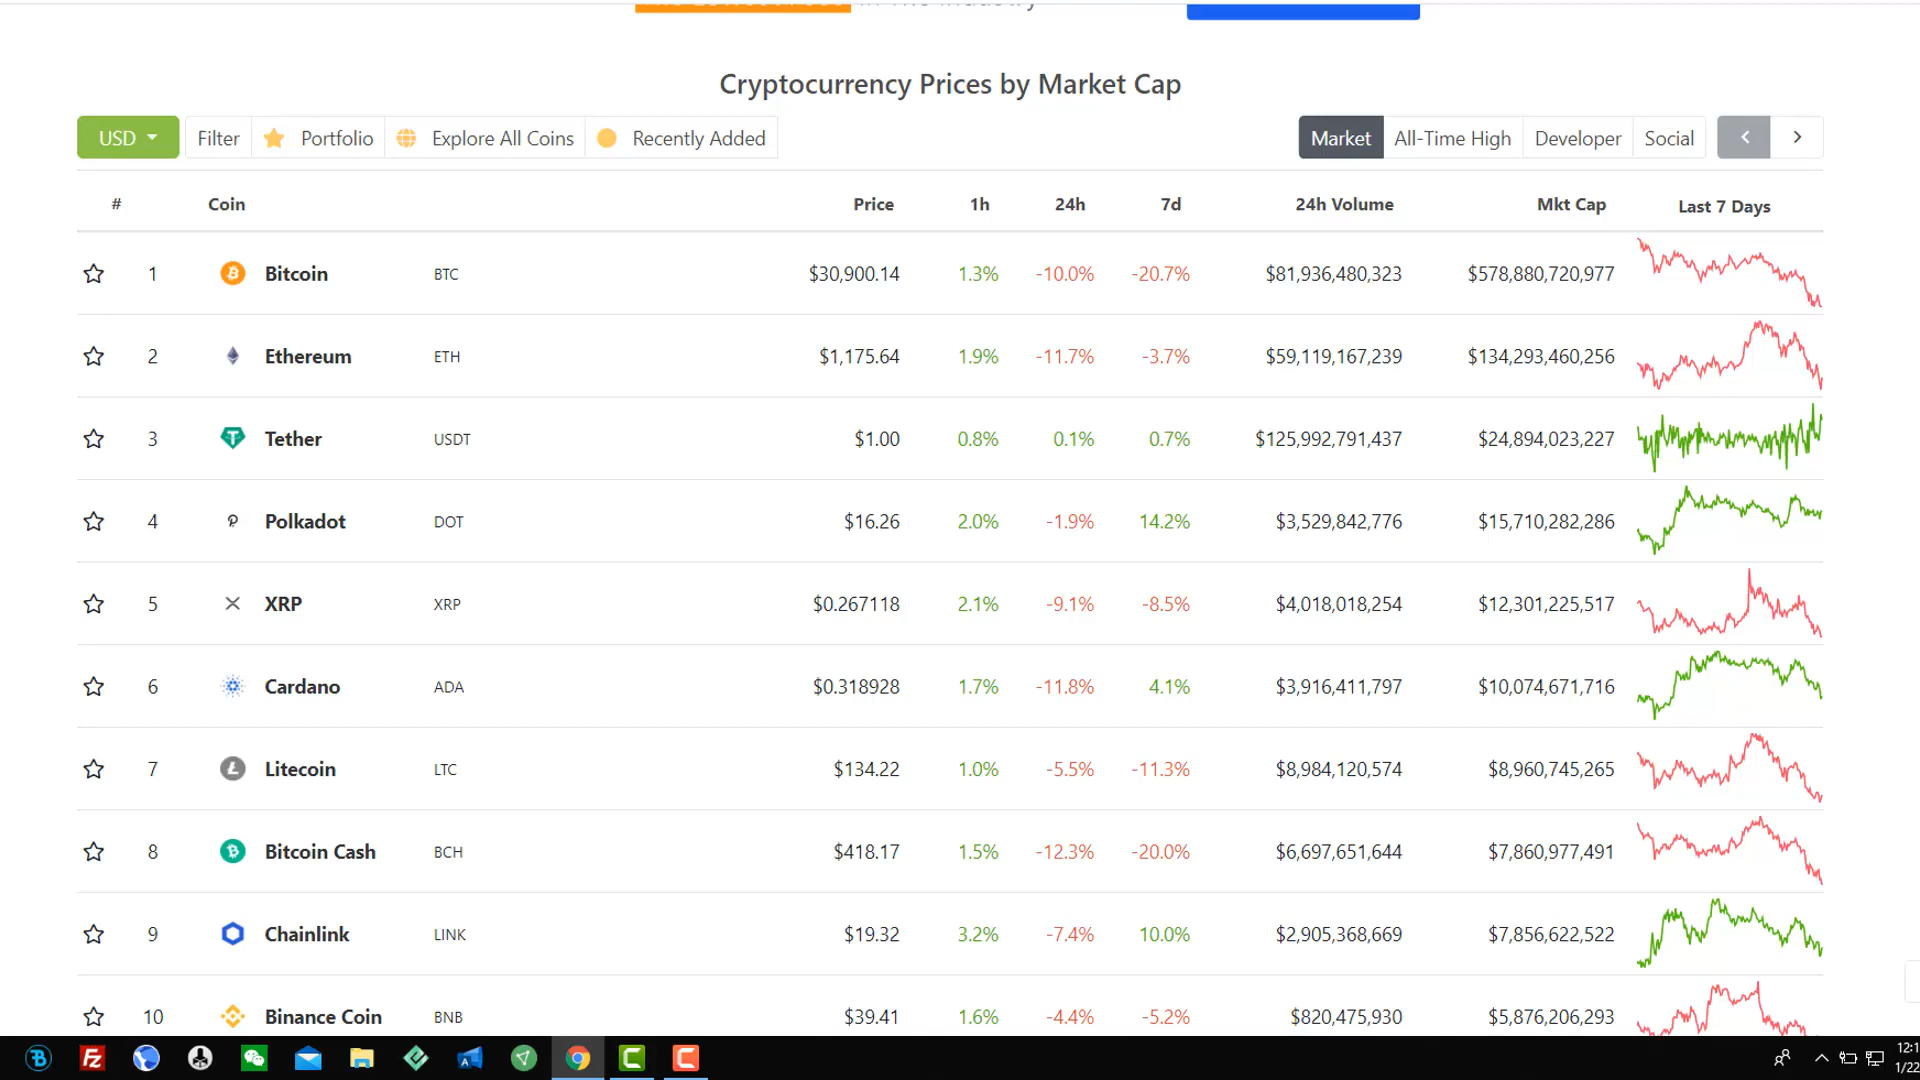 Cryptocurrency Prices by Market Cap
USD Filter Portfolio Explore All Coins Recently Added Market All-Time High Developer Social
# Coin Price 1h 24h 7d 24h Volume Mkt Cap Last 7 Days
1 Bitcoin BTC $30,900.14 1.3% -10.0% -20.7% $81,936,480,323 $578,880,720,977
2 Ethereum ETH $1,175.64 1.9% -11.7% -3.7% $59,119,167,239 $134,293,460,256
3 Tether USDT $1.00 0.8% 0.1% 0.7% $125,992,791,437 $24,894,023,227
4 Polkadot DOT $16.26 2.0% -1.9% 14.2% $3,529,842,776 $15,710,282,286
5 XRP XRP $0.267118 2.1% -9.1% -8.5% $4,018,018,254 $12,301,225,517
6 Cardano ADA $0.318928 1.7% -11.8% 4.1% $3,916,411,797 $10,074,671,716
7 Litecoin LTC $134.22 1.0% -5.5% -11.3% $8,984,120,574 $8,960,745,265
8 Bitcoin Cash BCH $418.17 1.5% -12.3% -20.0% $6,697,651,644 $7,860,977,491
9 Chainlink LINK $19.32 3.2% -7.4% 10.0% $2,905,368,669 $7,856,622,522
10 Binance Coin BNB $39.41 1.6% -4.4% -5.2% $820,475,930 $5,876,206,293
12:1
1/22